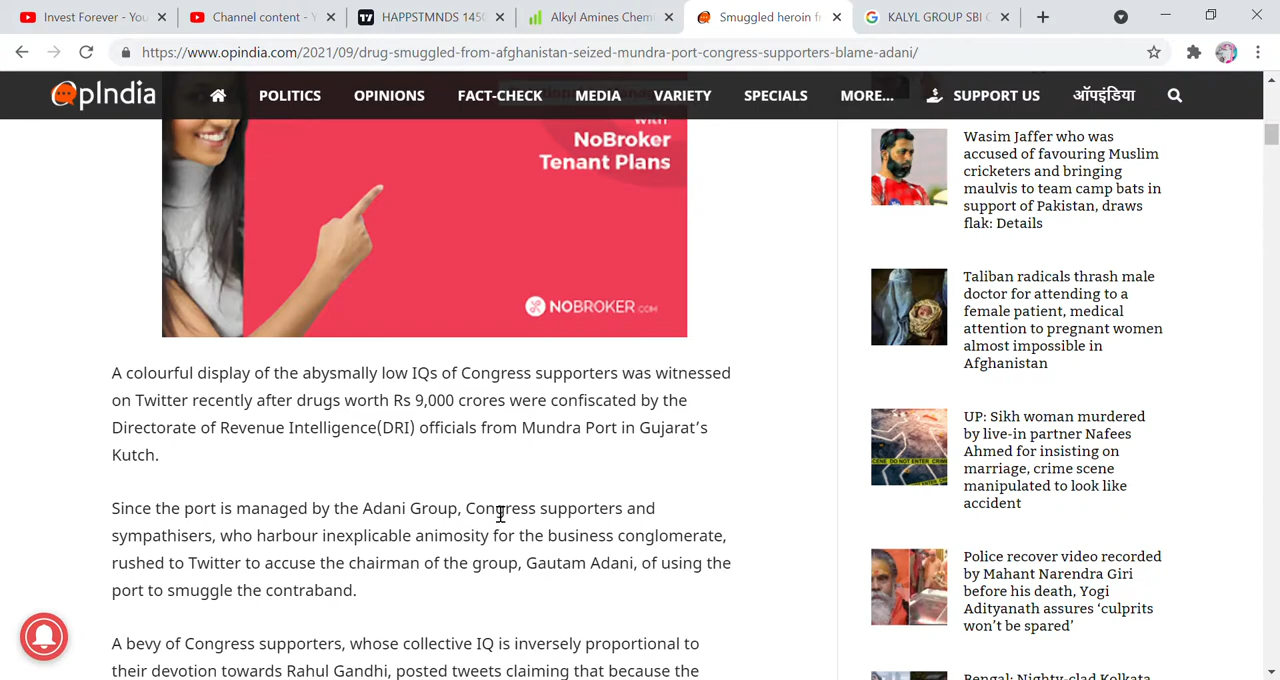 Invest Forever - You
Channel content - Y
HAPPSTMNDS 1450
Alkyl Amines Chemi
Smuggled heroin f
KALYL GROUP SBI C
https://www.opindia.com/2021/09/drug-smuggled-from-afghanistan-seized-mundra-port-congress-supporters-blame-adani/
OpIndia
POLITICS
OPINIONS
FACT-CHECK
MEDIA
VARIETY
SPECIALS
MORE...
SUPPORT US
ऑपइंडिया
with
NoBroker
Tenant Plans
NOBROKER.COM
A colourful display of the abysmally low IQs of Congress supporters was witnessed
on Twitter recently after drugs worth Rs 9,000 crores were confiscated by the
Directorate of Revenue Intelligence(DRI) officials from Mundra Port in Gujarat’s
Kutch.
Since the port is managed by the Adani Group, Congress supporters and
sympathisers, who harbour inexplicable animosity for the business conglomerate,
rushed to Twitter to accuse the chairman of the group, Gautam Adani, of using the
port to smuggle the contraband.
A bevy of Congress supporters, whose collective IQ is inversely proportional to
their devotion towards Rahul Gandhi, posted tweets claiming that because the
Wasim Jaffer who was
accused of favouring Muslim
cricketers and bringing
maulvis to team camp bats in
support of Pakistan, draws
flak: Details
Taliban radicals thrash male
doctor for attending to a
female patient, medical
attention to pregnant women
almost impossible in
Afghanistan
UP: Sikh woman murdered
by live-in partner Nafees
Ahmed for insisting on
marriage, crime scene
manipulated to look like
accident
Police recover video recorded
by Mahant Narendra Giri
before his death, Yogi
Adityanath assures ‘culprits
won’t be spared’
Bengal: Nighty-clad Kolkata